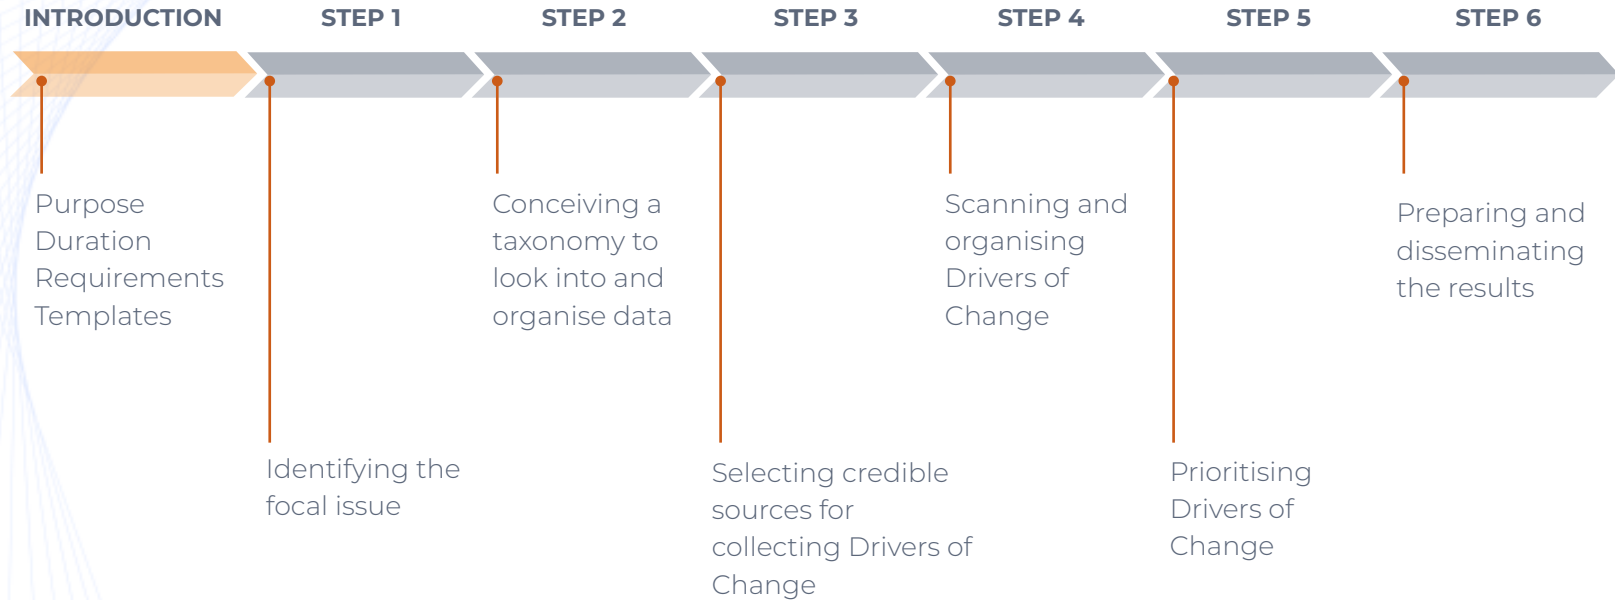 INTRODUCTION
STEP 1
STEP 2
STEP 3
STEP 4
STEP 5
STEP 6
Purpose
Duration
Requirements
Templates
Identifying the
focal issue
Conceiving a
taxonomy to
look into and
organise data
Selecting credible
sources for
collecting Drivers of
Change
Scanning and
organising
Drivers of
Change
Prioritising
Drivers of
Change
Preparing and
disseminating
the results